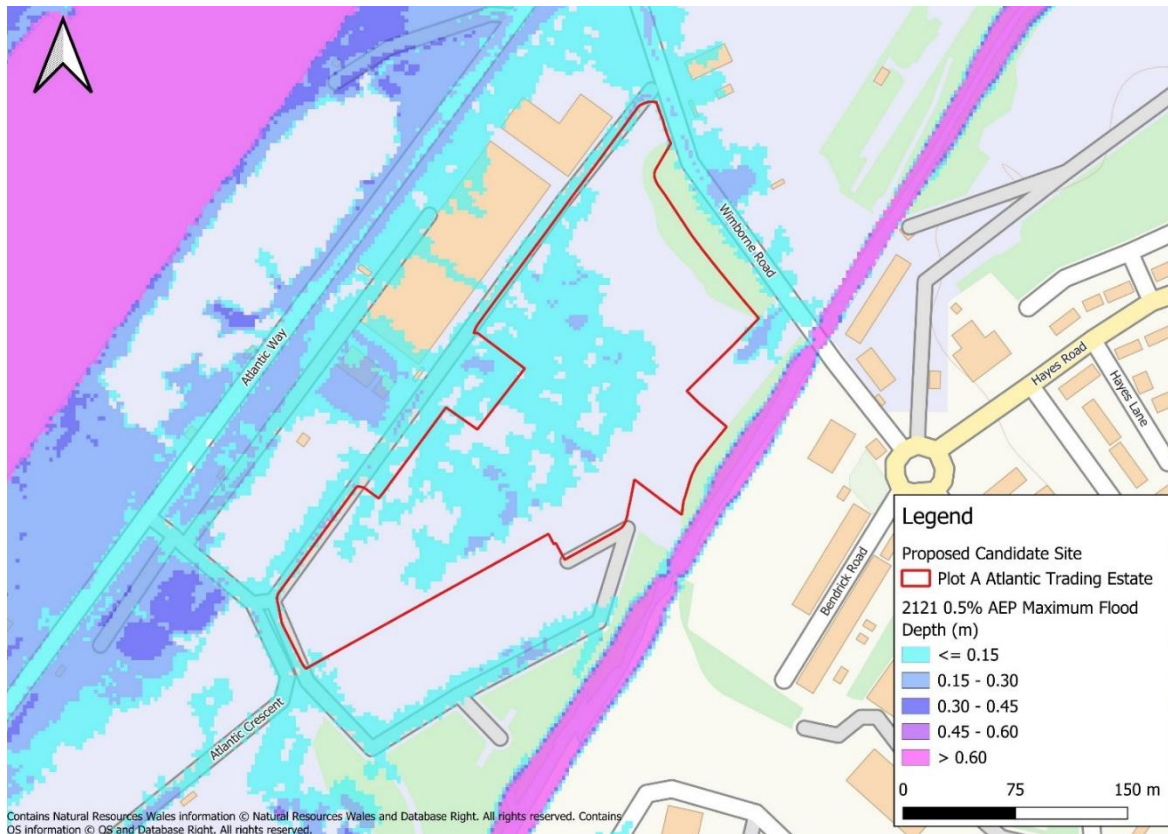 Atlantic Way
Wimborne Road
Hayes Road
Hayes Lane
Bendrick Road
Atlantic Crescent
Legend
Proposed Candidate Site
Plot A Atlantic Trading Estate
2121 0.5% AEP Maximum Flood
Depth (m)
<= 0.15
0.15 - 0.30
0.30 - 0.45
0.45 - 0.60
> 0.60
0 75 150 m
Contains Natural Resources Wales information © Natural Resources Wales and Database Right. All rights reserved. Contains
OS information © OS and Database Right. All rights reserved.